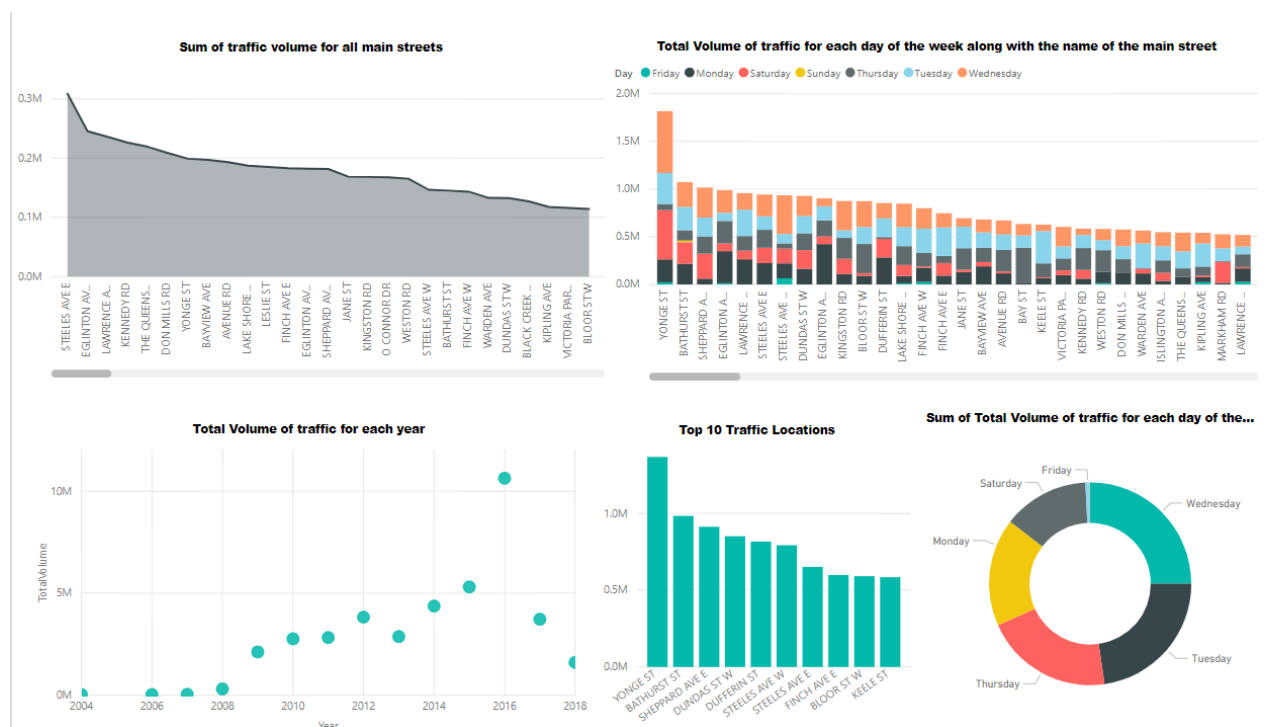 Sum of traffic volume for all main streets
0.3M
0.2M
0.1M
0.0M
STEELES AVE E
EGLINTON AV...
LAWRENCE A...
KENNEDY RD
THE QUEENS...
DON MILLS RD
YONGE ST
BAYVIEW AVE
AVENUE RD
LAKE SHORE ...
LESLIE ST
FINCH AVE E
EGLINTON AV...
SHEPPARD AV...
JANE ST
KINGSTON RD
O CONNOR DR
WESTON RD
STEELES AVE W
BATHURST ST
FINCH AVE W
WARDEN AVE
DUNDAS ST W
BLACK CREEK ...
KIPLING AVE
VICTORIA PAR...
BLOOR ST W
Total Volume of traffic for each day of the week along with the name of the main street
Day Friday Monday Saturday Sunday Thursday Tuesday Wednesday
2.0M
1.5M
1.0M
0.5M
0.0M
YONGE ST
BATHURST ST
SHEPPARD A...
EGLINTON A...
LAWRENCE ...
STEELES AVE E
STEELES AVE ...
DUNDAS ST W
EGLINTON A...
KINGSTON RD
BLOOR ST W
DUFFERIN ST
LAKE SHORE ...
FINCH AVE W
FINCH AVE E
JANE ST
BAYVIEW AVE
AVENUE RD
BAY ST
KEELE ST
VICTORIA PA...
KENNEDY RD
WESTON RD
DON MILLS ...
WARDEN AVE
ISLINGTON A...
THE QUEENS...
KIPLING AVE
MARKHAM RD
LAWRENCE ...
Total Volume of traffic for each year
10M
5M
0M
TotalVolume
2004 2006 2008 2010 2012 2014 2016 2018
Year
Top 10 Traffic Locations
1.0M
0.5M
0.0M
YONGE ST
BATHURST ST
SHEPPARD AVE E
DUNDAS ST W
DUFFERIN ST
STEELES AVE W
STEELES AVE E
FINCH AVE E
BLOOR ST W
KEELE ST
Sum of Total Volume of traffic for each day of the...
Friday
Saturday
Wednesday
Monday
Tuesday
Thursday